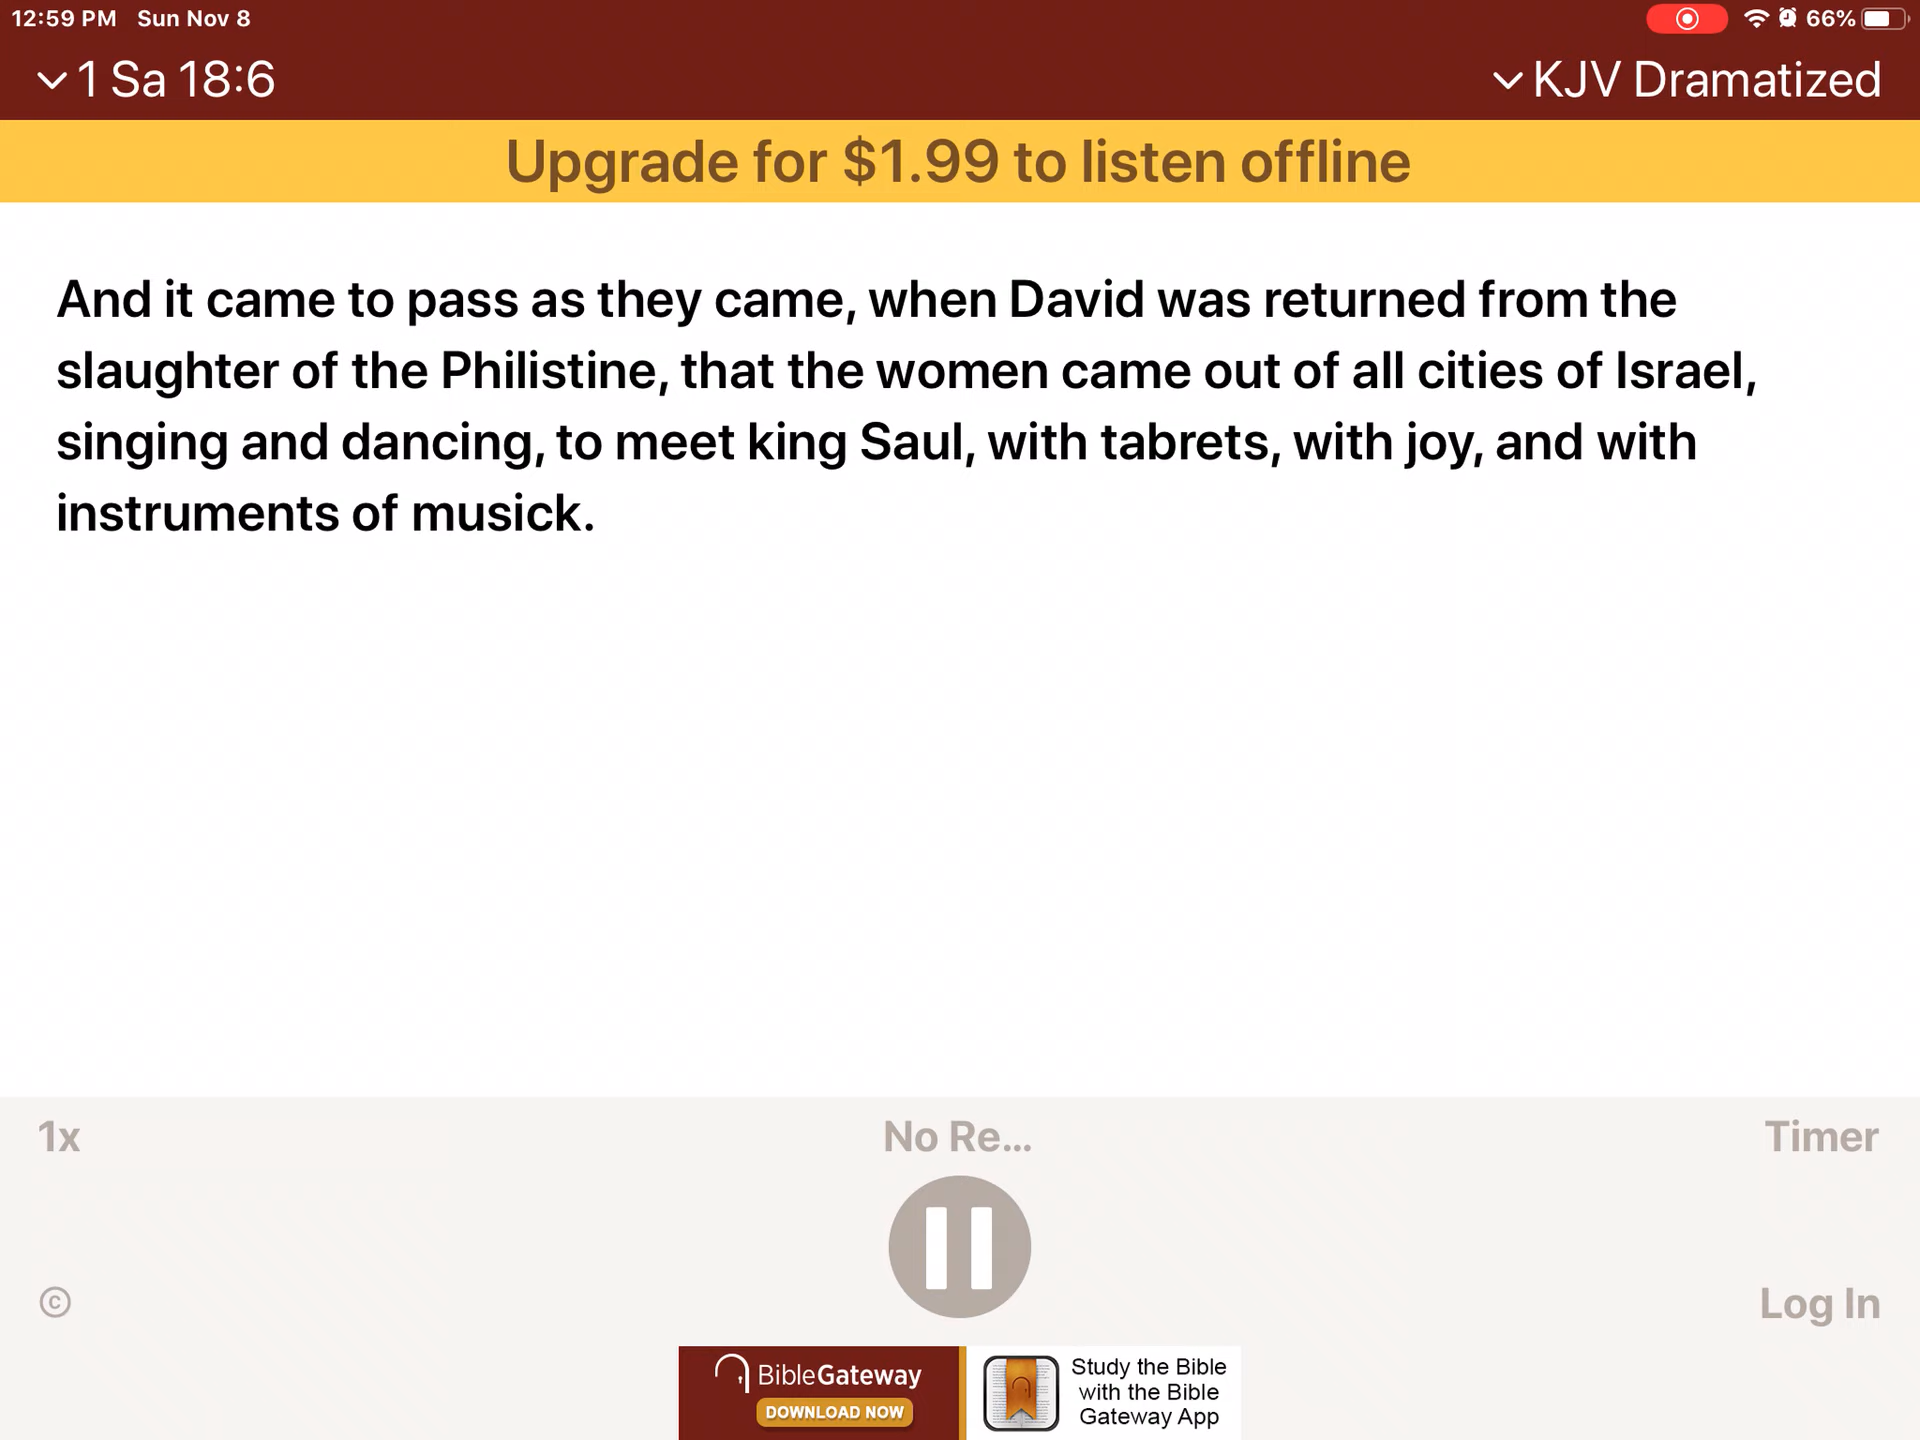 12:59 PM Sun Nov 8 66%
1 Sa 18:6 KJV Dramatized
Upgrade for $1.99 to listen offline
And it came to pass as they came, when David was returned from the
slaughter of the Philistine, that the women came out of all cities of Israel,
singing and dancing, to meet king Saul, with tabrets, with joy, and with
instruments of musick.
1x No Re... Timer
© Log In
BibleGateway
DOWNLOAD NOW
Study the Bible
with the Bible
Gateway App